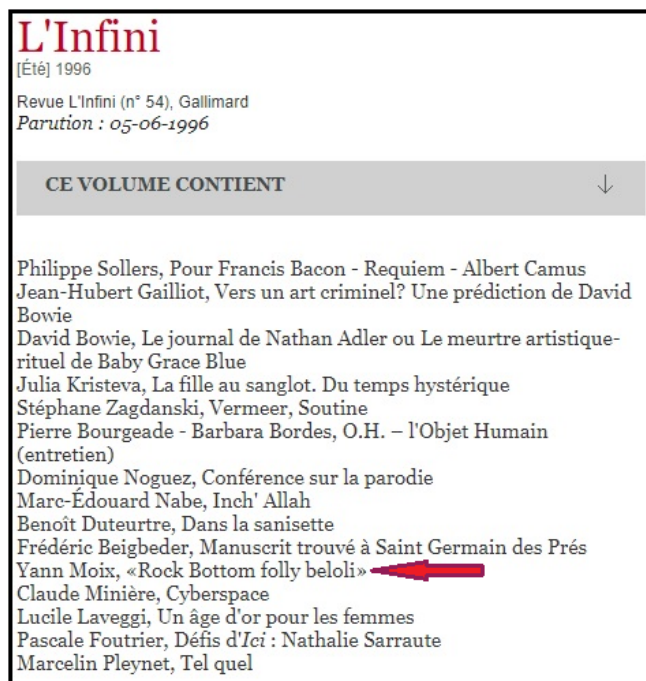 L'Infini
[Été] 1996
Revue L'Infini (n° 54), Gallimard
Parution : 05-06-1996
CE VOLUME CONTIENT
Philippe Sollers, Pour Francis Bacon - Requiem - Albert Camus
Jean-Hubert Gailliot, Vers un art criminel? Une prédiction de David
Bowie
David Bowie, Le journal de Nathan Adler ou Le meurtre artistique-
rituel de Baby Grace Blue
Julia Kristeva, La fille au sanglot. Du temps hystérique
Stéphane Zagdanski, Vermeer, Soutine
Pierre Bourgeade - Barbara Bordes, O.H. – l'Objet Humain
(entretien)
Dominique Noguez, Conférence sur la parodie
Marc-Édouard Nabe, Inch' Allah
Benoît Duteurtre, Dans la sanisette
Frédéric Beigbeder, Manuscrit trouvé à Saint Germain des Prés
Yann Moix, «Rock Bottom folly beloli»
Claude Minière, Cyberspace
Lucile Laveggi, Un âge d'or pour les femmes
Pascale Foutrier, Défis d'Ici : Nathalie Sarraute
Marcelin Pleynet, Tel quel